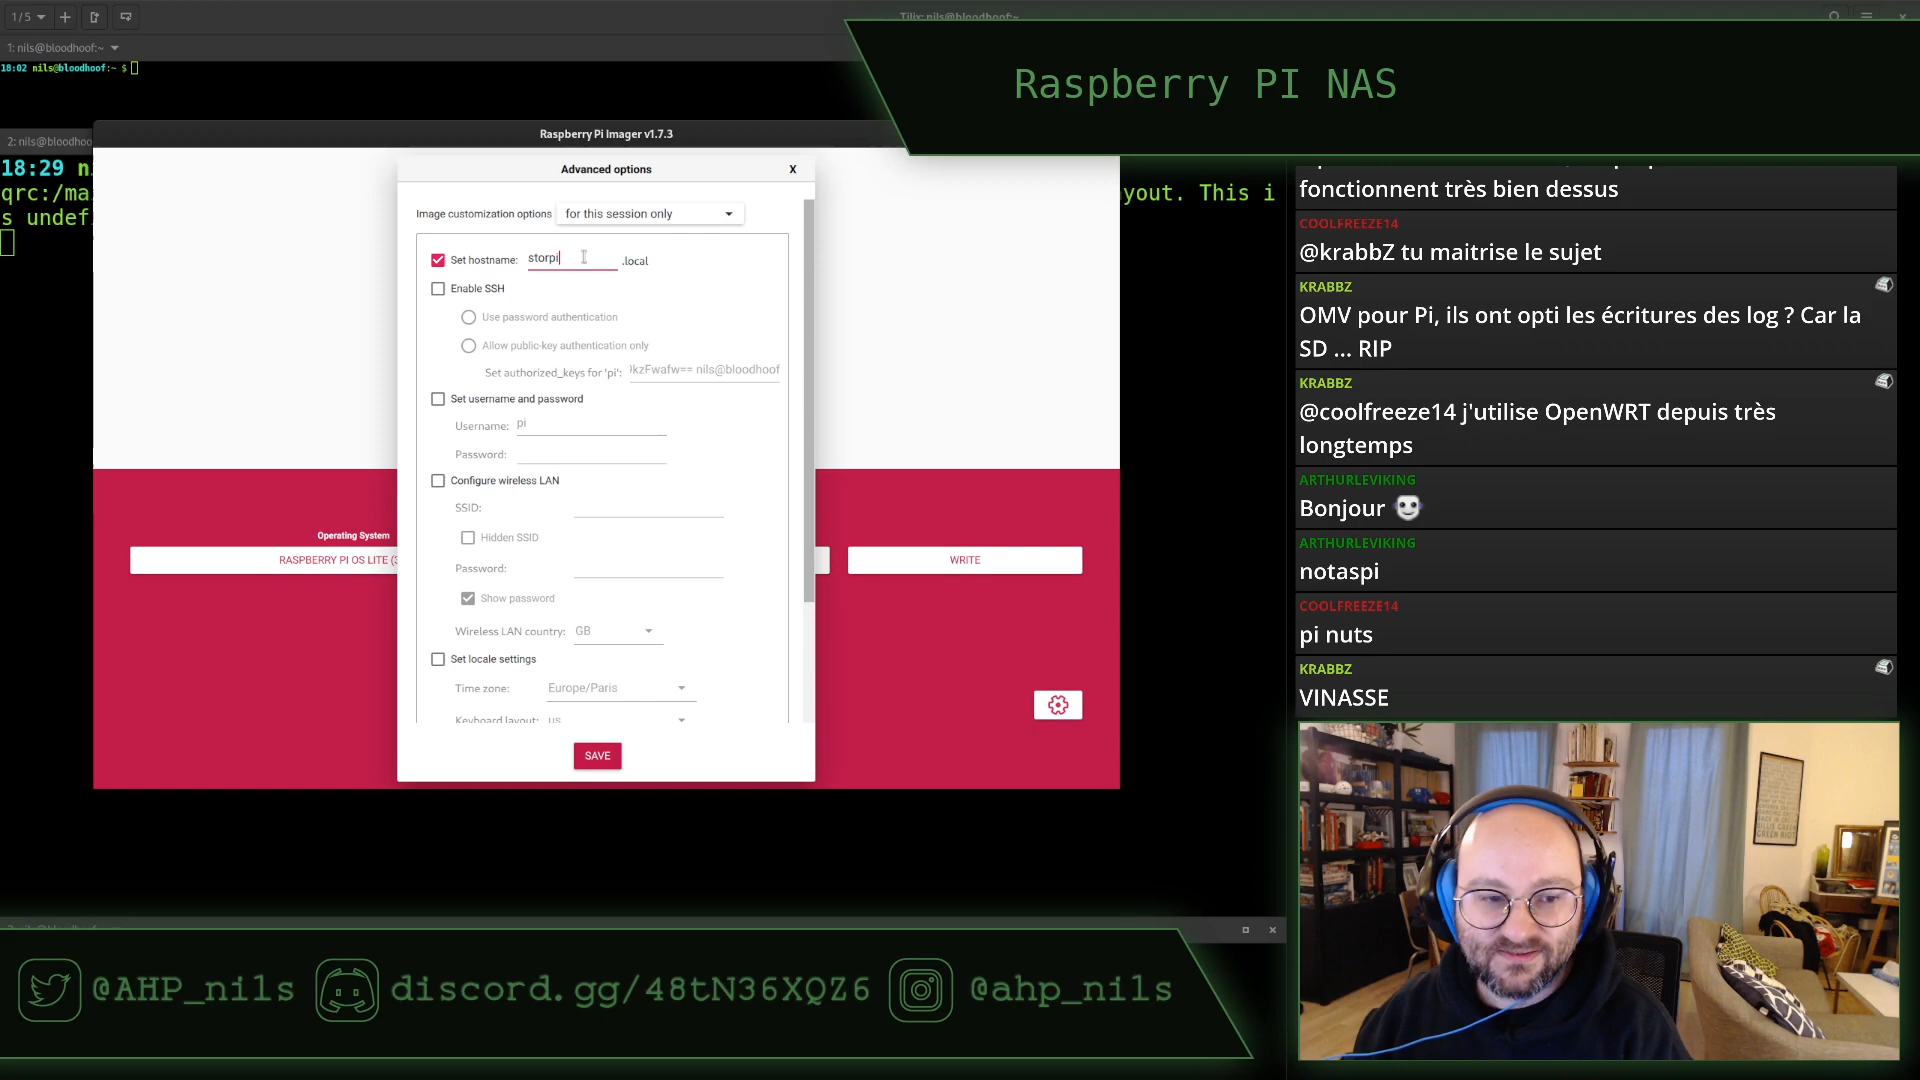 1/5
Tilix: nils@bloodhoof:~
1: nils@bloodhoof:~
18:02 nils@bloodhoof:~ $
Raspberry PI NAS
2: nils@bloodhoo
Raspberry Pi Imager v1.7.3
18:29 n
qrc:/ma
yout. This i
s undef
Advanced options
X
Image customization options
for this session only
Set hostname:
storpi
.local
Enable SSH
Use password authentication
Allow public-key authentication only
Set authorized_keys for 'pi':
kzFwafw== nils@bloodhoof
Set username and password
Username:
pi
Password:
Configure wireless LAN
SSID:
Hidden SSID
Password:
Show password
Wireless LAN country:
GB
Set locale settings
Time zone:
Europe/Paris
Keyboard layout:
us
SAVE
Operating System
RASPBERRY PI OS LITE (3
WRITE
fonctionnent très bien dessus
COOLFREEZE14
@krabbZ tu maitrise le sujet
KRABBZ
OMV pour Pi, ils ont opti les écritures des log ? Car la
SD ... RIP
KRABBZ
@coolfreeze14 j'utilise OpenWRT depuis très
longtemps
ARTHURLEVIKING
Bonjour
ARTHURLEVIKING
notaspi
COOLFREEZE14
pi nuts
KRABBZ
VINASSE
@AHP_nils
discord.gg/48tN36XQZ6
@ahp_nils